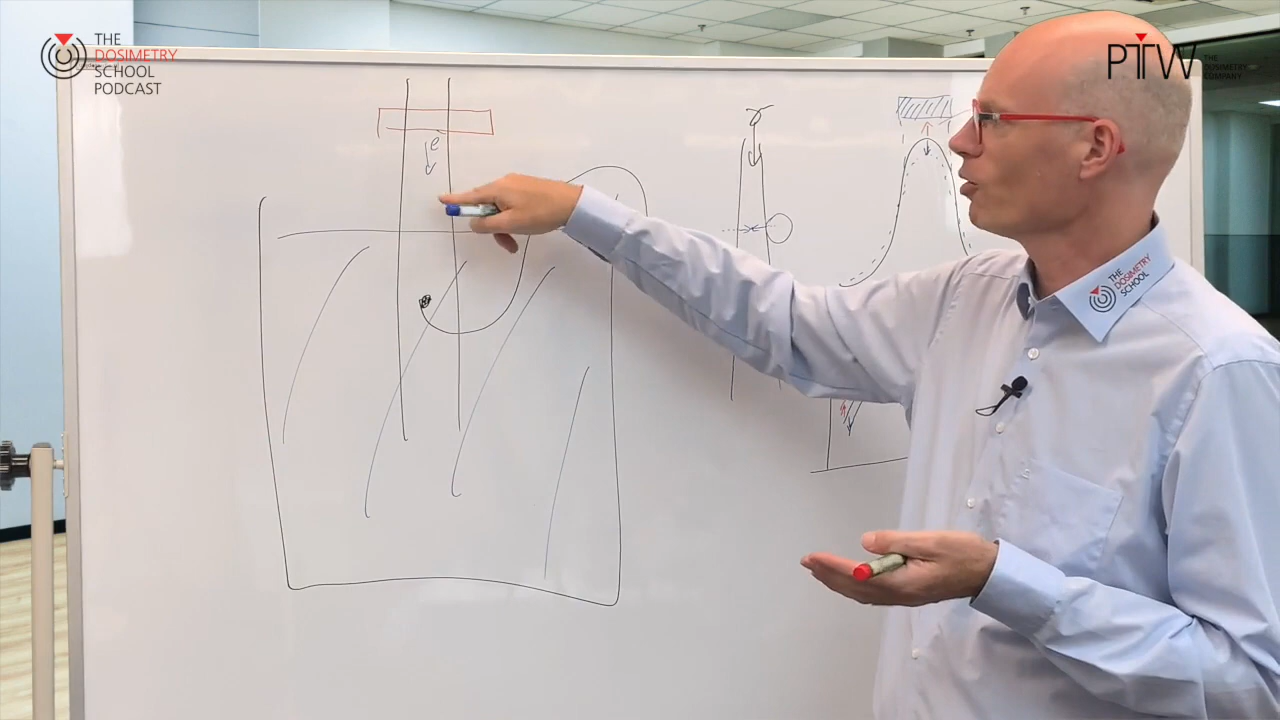 THE
DOSIMETRY
SCHOOL
PODCAST
PTW
THE
DOSIMETRY
COMPANY
e
γ
THE
DOSIMETRY
SCHOOL